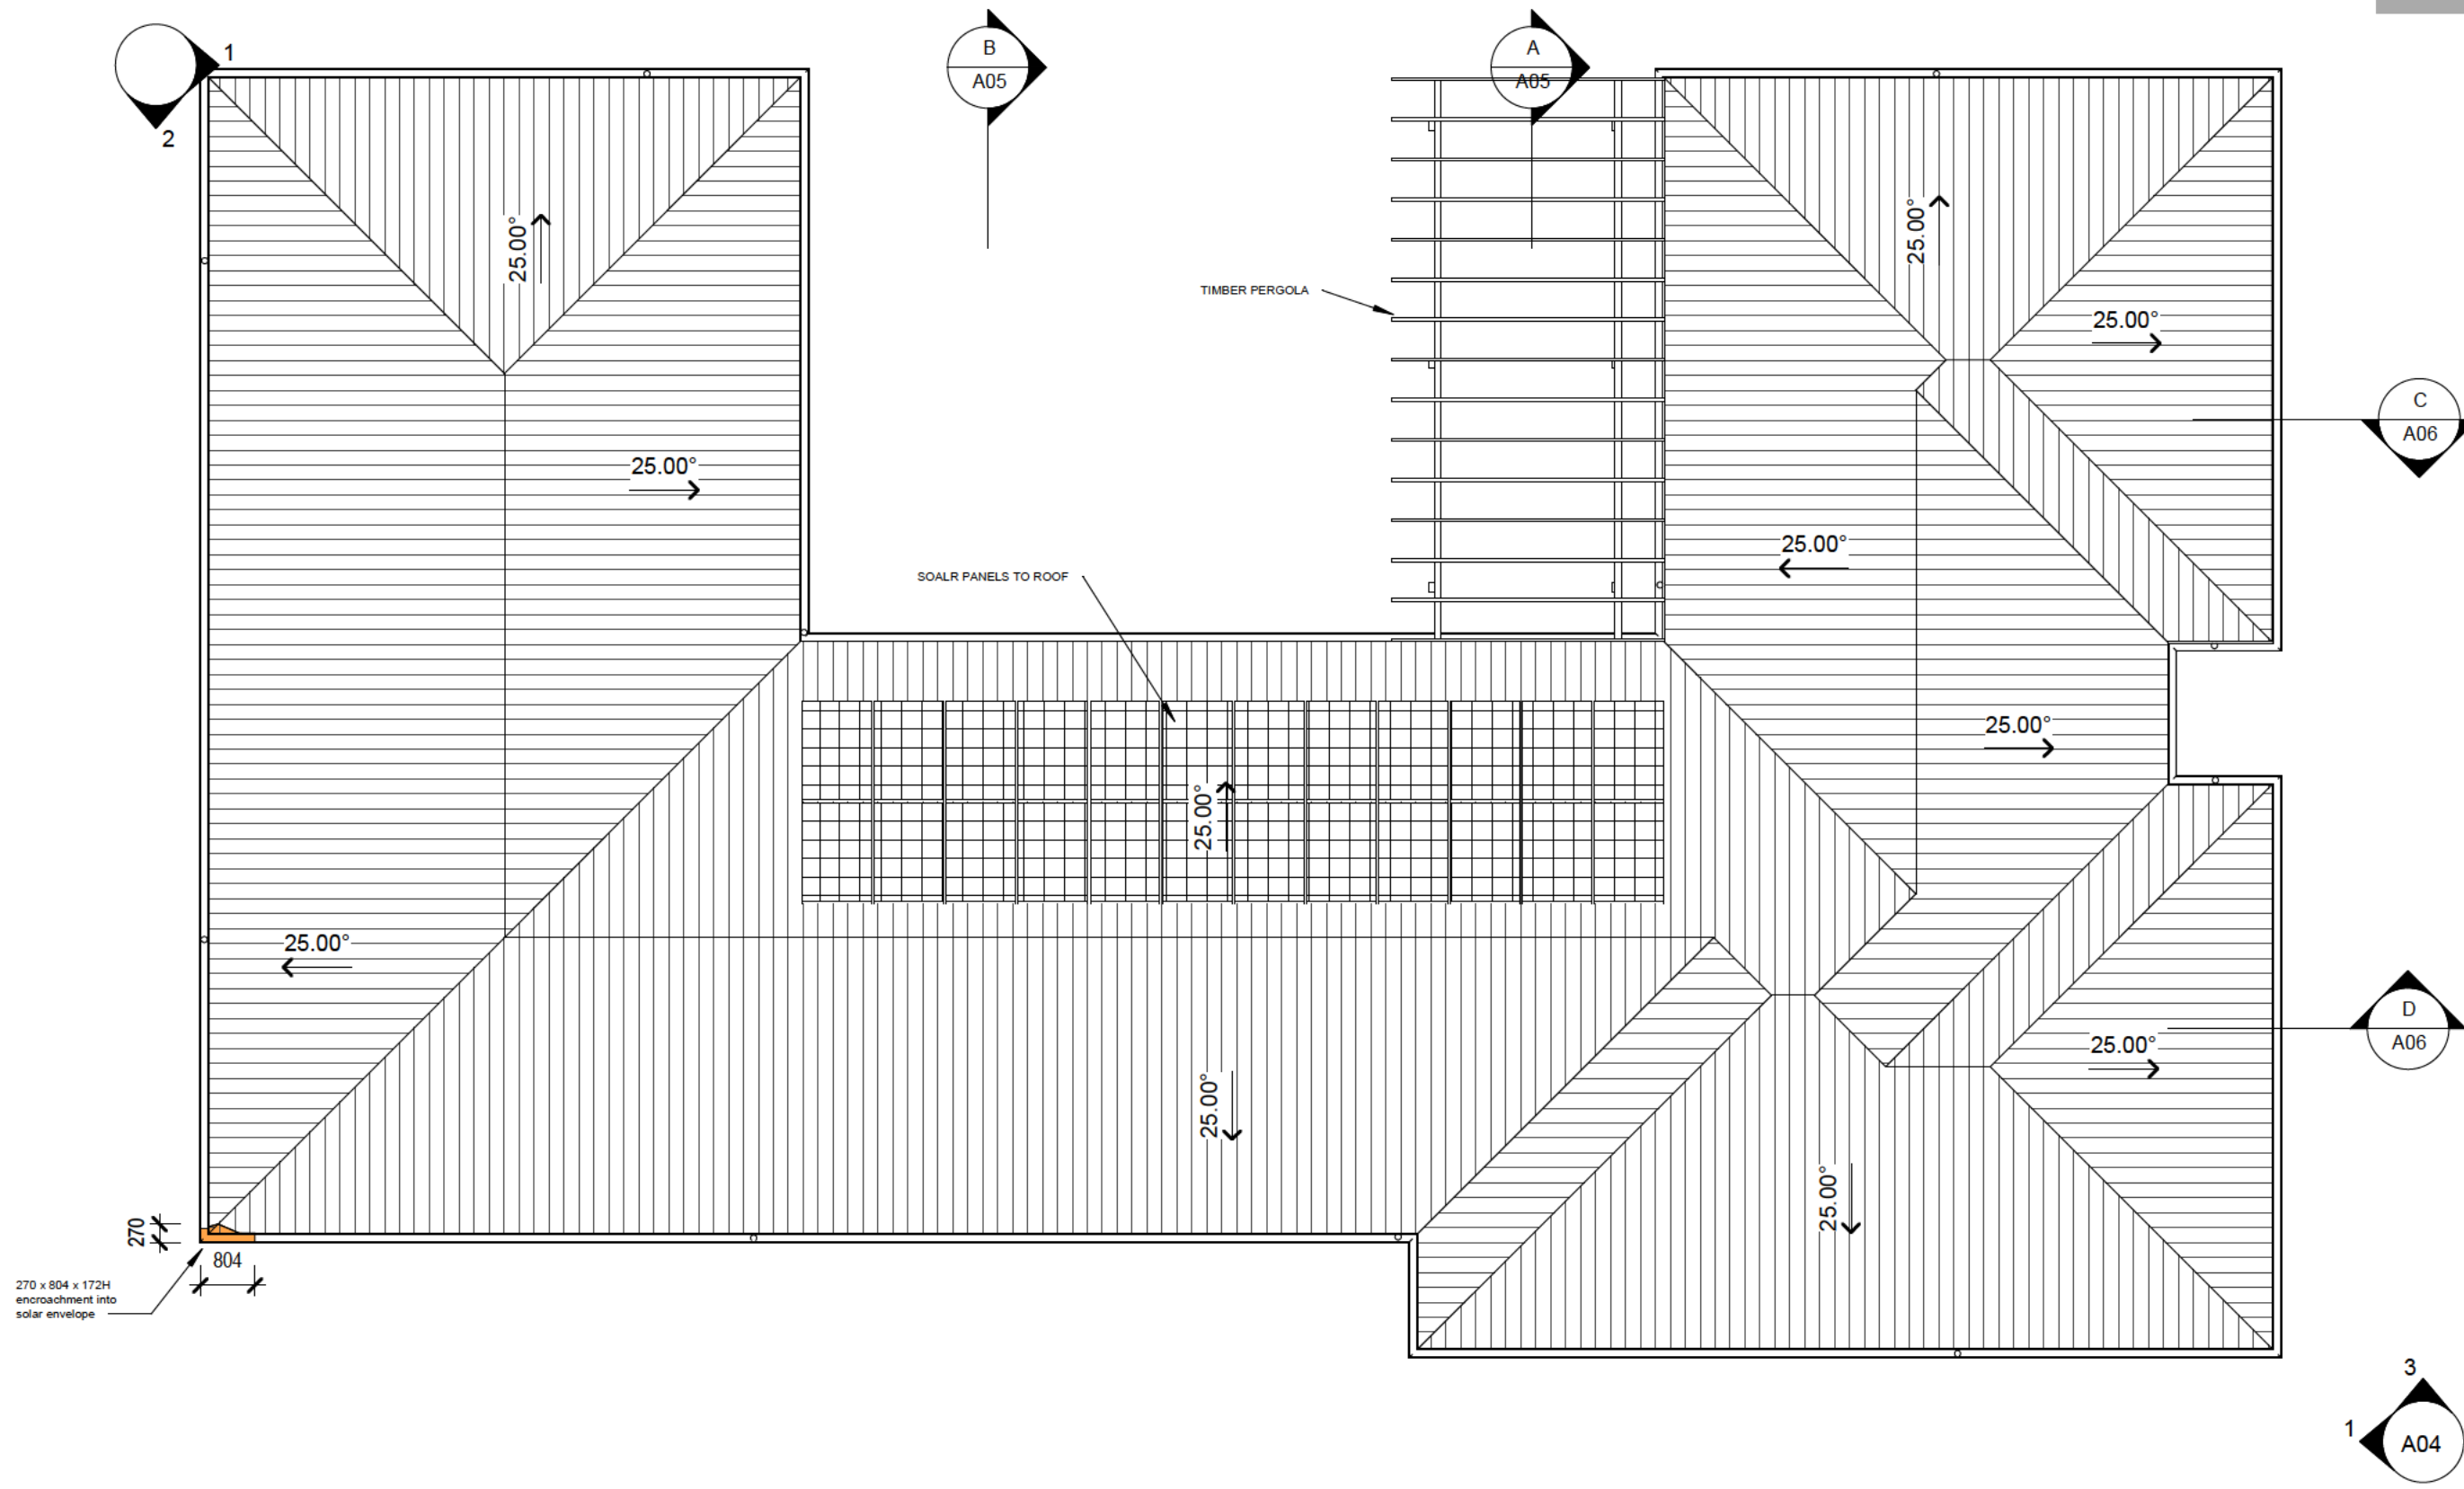 1
2
B
A05
A
A05
25.00°
25.00°
TIMBER PERGOLA
25.00°
C
A06
25.00°
25.00°
SOALR PANELS TO ROOF
25.00°
25.00°
25.00°
D
A06
25.00°
25.00°
25.00°
270
804
270 x 804 x 172H
encroachment into
solar envelope
3
1
A04